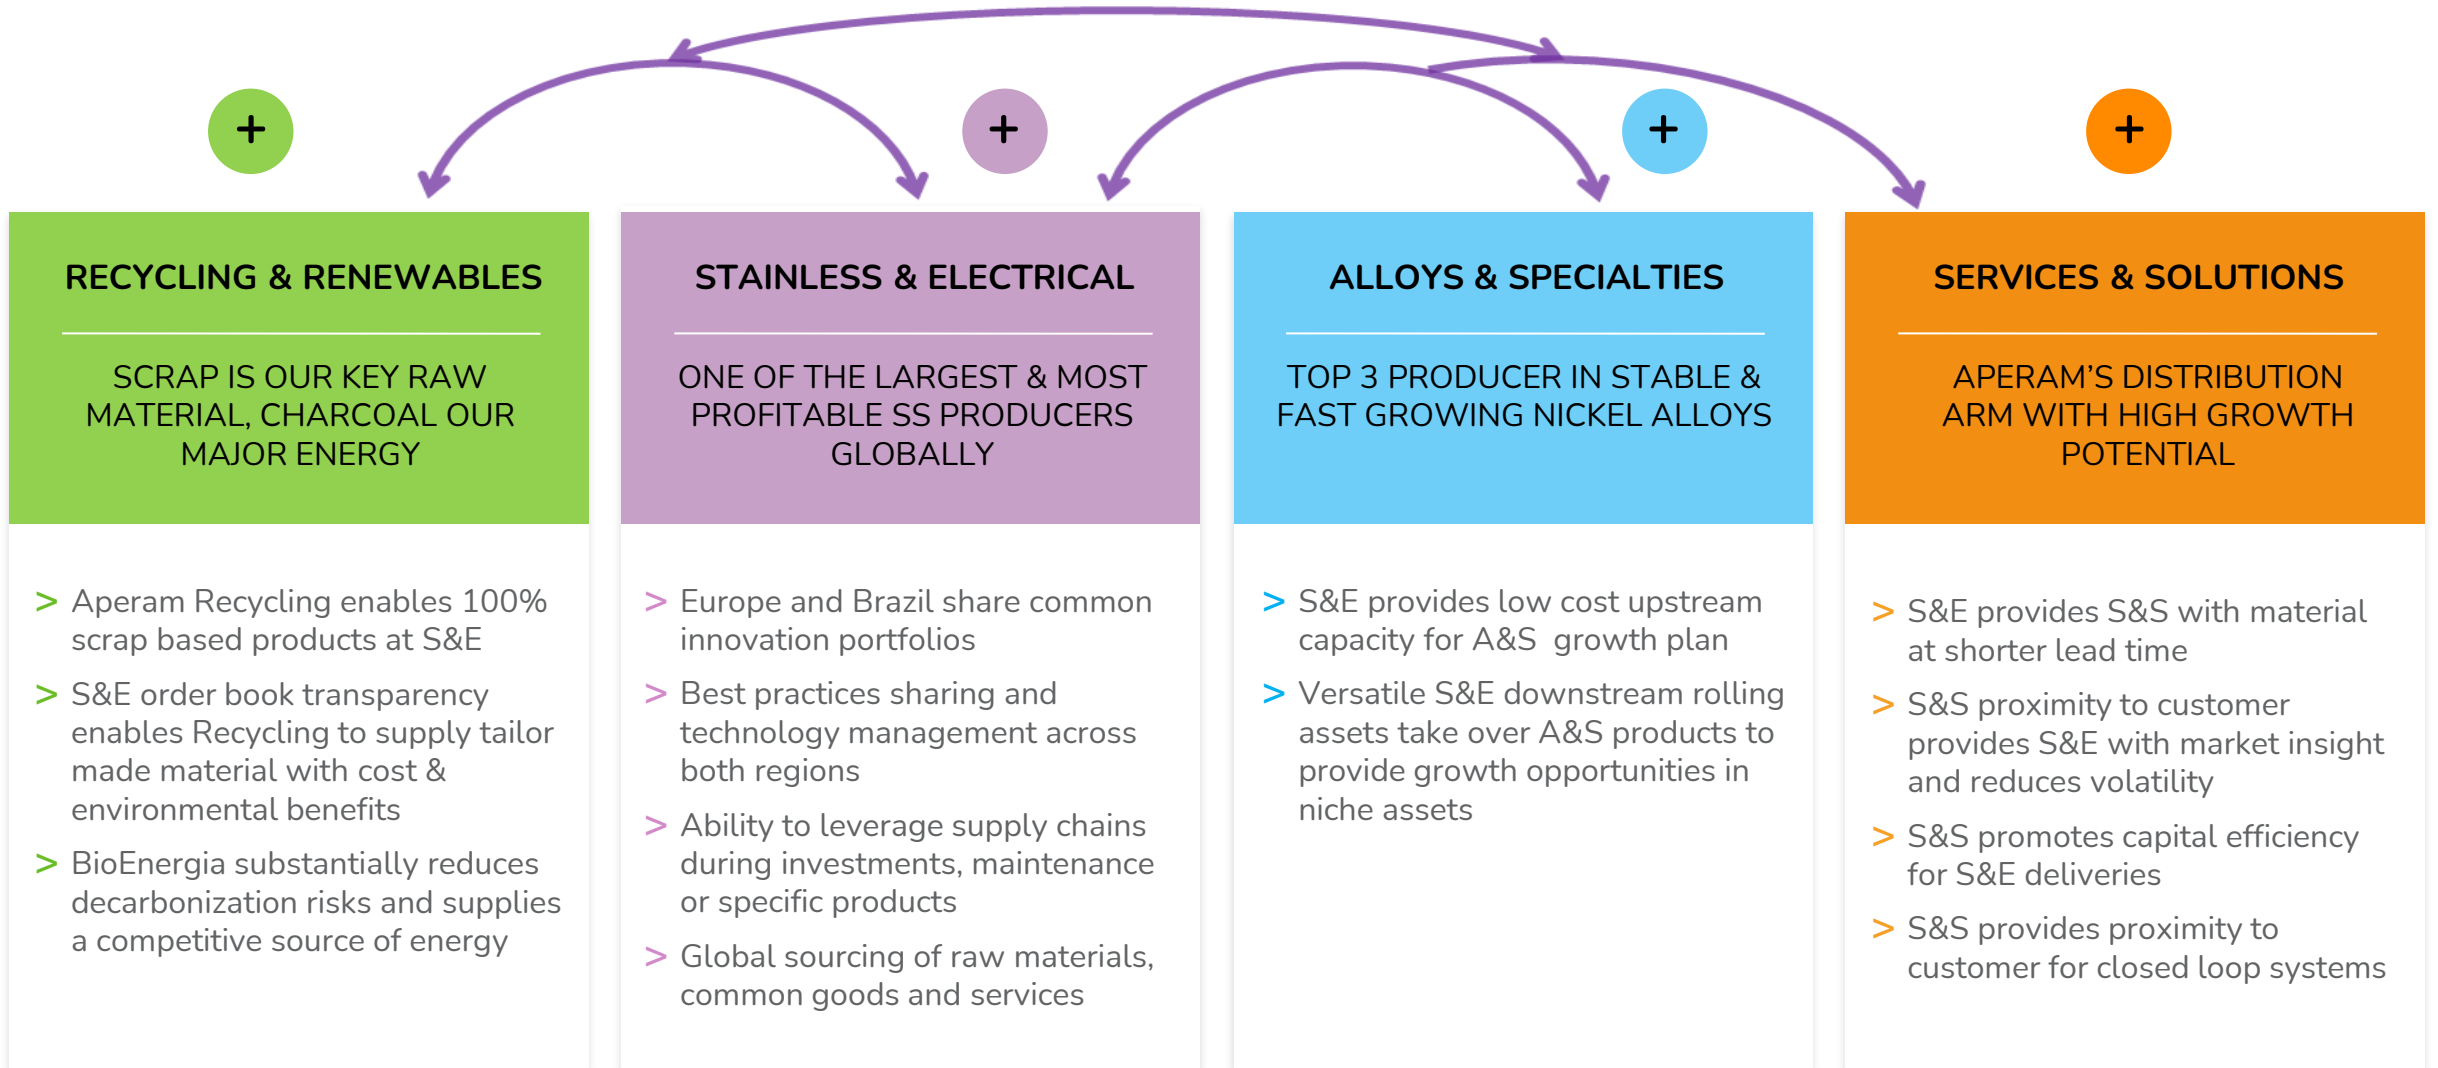 +
+
+
+
RECYCLING & RENEWABLES
SCRAP IS OUR KEY RAW
MATERIAL, CHARCOAL OUR
MAJOR ENERGY
> Aperam Recycling enables 100%
scrap based products at S&E
> S&E order book transparency
enables Recycling to supply tailor
made material with cost &
environmental benefits
> BioEnergia substantially reduces
decarbonization risks and supplies
a competitive source of energy
STAINLESS & ELECTRICAL
ONE OF THE LARGEST & MOST
PROFITABLE SS PRODUCERS
GLOBALLY
> Europe and Brazil share common
innovation portfolios
> Best practices sharing and
technology management across
both regions
> Ability to leverage supply chains
during investments, maintenance
or specific products
> Global sourcing of raw materials,
common goods and services
ALLOYS & SPECIALTIES
TOP 3 PRODUCER IN STABLE &
FAST GROWING NICKEL ALLOYS
> S&E provides low cost upstream
capacity for A&S growth plan
> Versatile S&E downstream rolling
assets take over A&S products to
provide growth opportunities in
niche assets
SERVICES & SOLUTIONS
APERAM’S DISTRIBUTION
ARM WITH HIGH GROWTH
POTENTIAL
> S&E provides S&S with material
at shorter lead time
> S&S proximity to customer
provides S&E with market insight
and reduces volatility
> S&S promotes capital efficiency
for S&E deliveries
> S&S provides proximity to
customer for closed loop systems